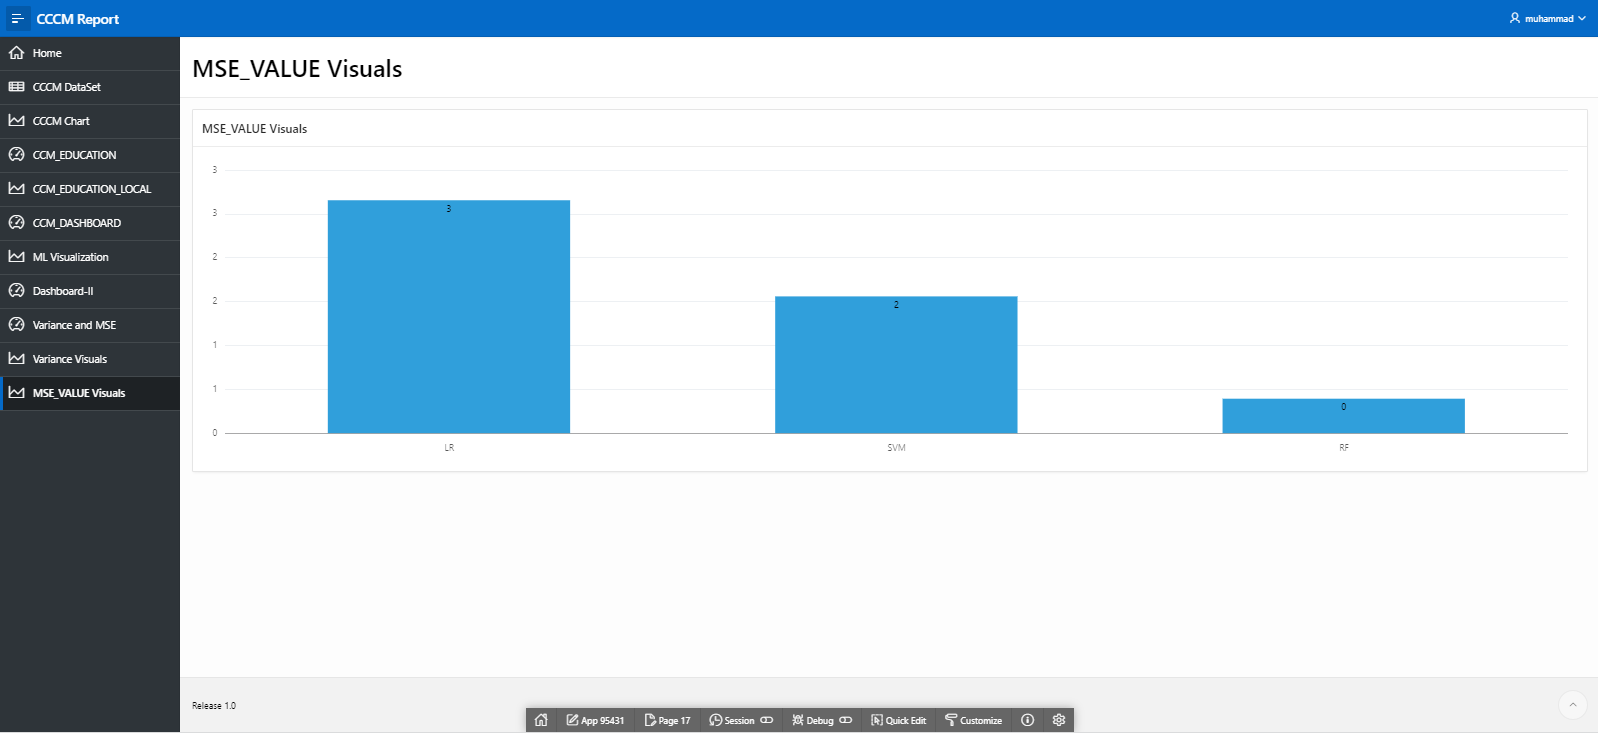 CCCM Report
muhammad
Home
CCCM DataSet
CCCM Chart
CCM_EDUCATION
CCM_EDUCATION_LOCAL
CCM_DASHBOARD
ML Visualization
Dashboard-II
Variance and MSE
Variance Visuals
MSE_VALUE Visuals
MSE_VALUE Visuals
MSE_VALUE Visuals
3
3
2
2
1
1
0
3
2
0
LR
SVM
RF
Release 1.0
App 95431
Page 17
Session
Debug
Quick Edit
Customize